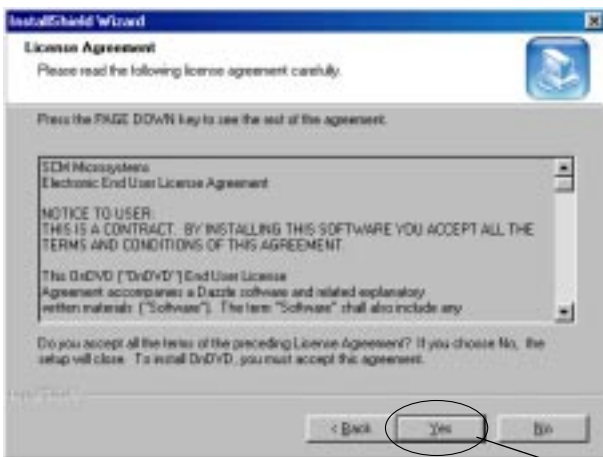 InstallShield Wizard
License Agreement
Please read the following license agreement carefully.
Press the PAGE DOWN key to see the rest of the agreement.
SCM Microsystems
Electronic End User License Agreement
NOTICE TO USER:
THIS IS A CONTRACT. BY INSTALLING THIS SOFTWARE YOU ACCEPT ALL THE
TERMS AND CONDITIONS OF THIS AGREEMENT.
This OnDVD ("OnDVD") End User License
Agreement accompanies a Dazzle software and related explanatory
written materials ("Software"). The term "Software" shall also include any
Do you accept all the terms of the preceding License Agreement? If you choose No, the
setup will close. To install OnDVD, you must accept this agreement.
InstallShield
< Back
Yes
No